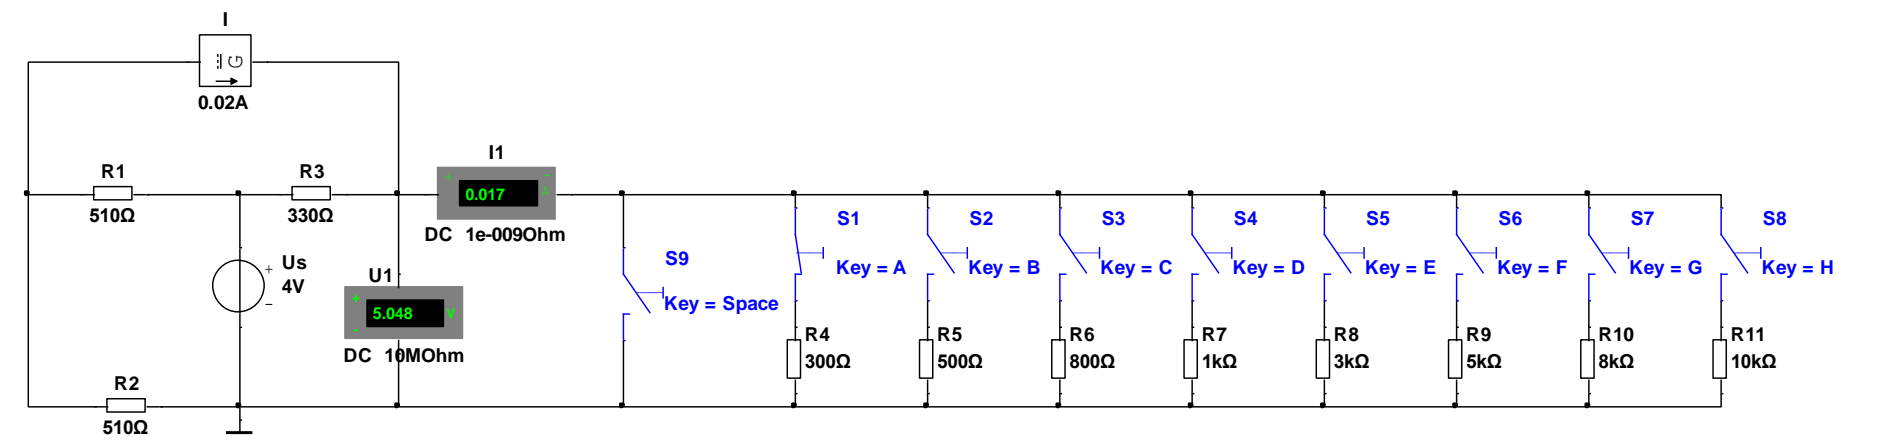 I
G
0.02A
R1
510Ω
R3
330Ω
I1
0.017 A
DC 1e-009Ohm
Us
4V
U1
5.048 V
DC 10MOhm
R2
510Ω
S9
Key = Space
S1
Key = A
S2
Key = B
S3
Key = C
S4
Key = D
S5
Key = E
S6
Key = F
S7
Key = G
S8
Key = H
R4
300Ω
R5
500Ω
R6
800Ω
R7
1kΩ
R8
3kΩ
R9
5kΩ
R10
8kΩ
R11
10kΩ